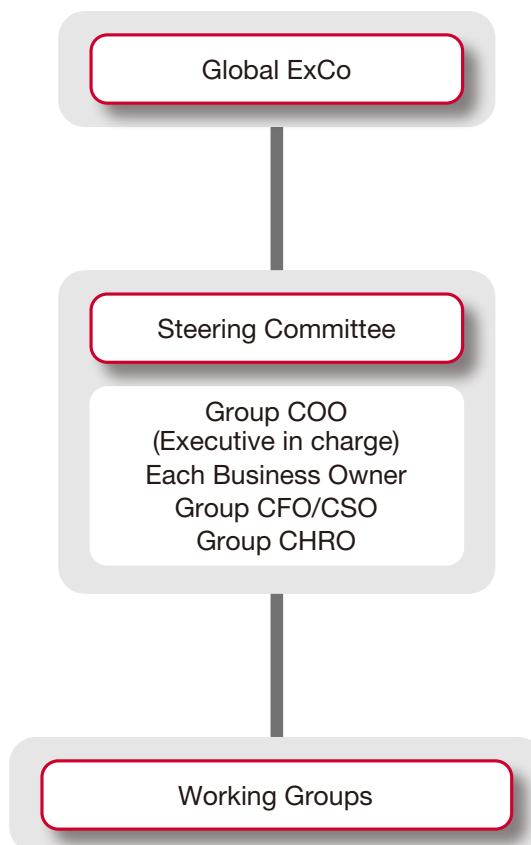 Global ExCo
Steering Committee
Group COO
(Executive in charge)
Each Business Owner
Group CFO/CSO
Group CHRO
Working Groups